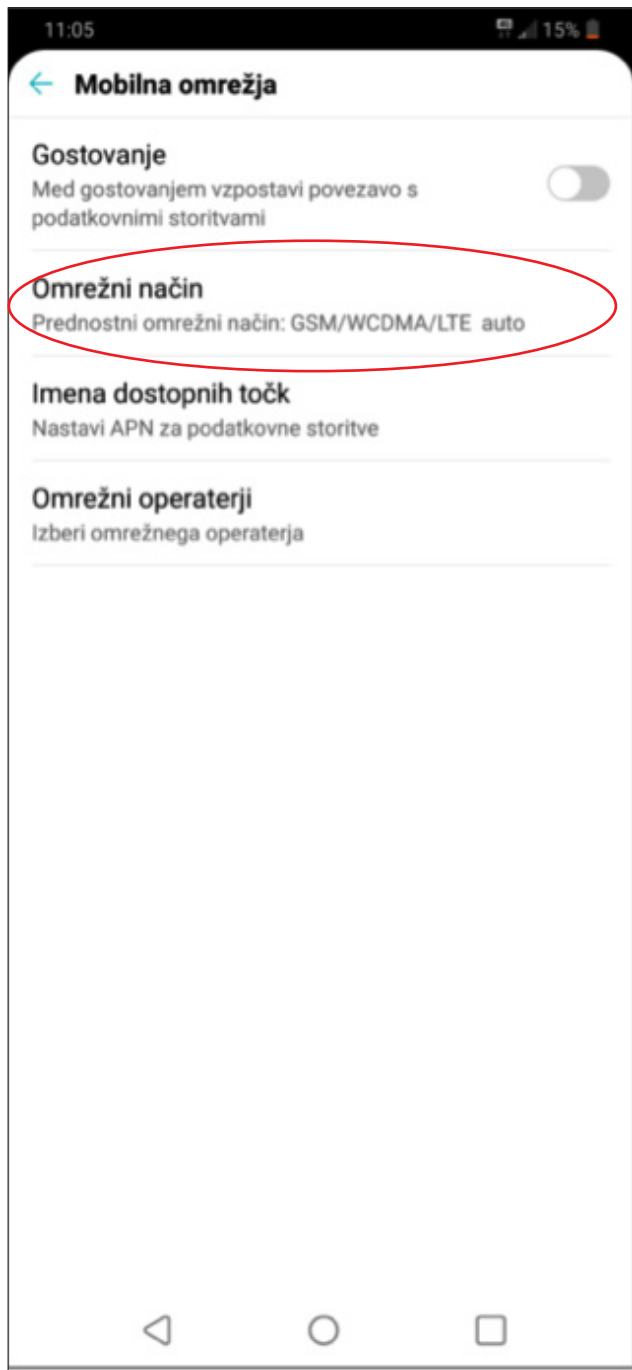 11:05 15%
Mobilna omrežja
Gostovanje
Med gostovanjem vzpostavi povezavo s
podatkovnimi storitvami
Omrežni način
Prednostni omrežni način: GSM/WCDMA/LTE auto
Imena dostopnih točk
Nastavi APN za podatkovne storitve
Omrežni operaterji
Izberi omrežnega operaterja